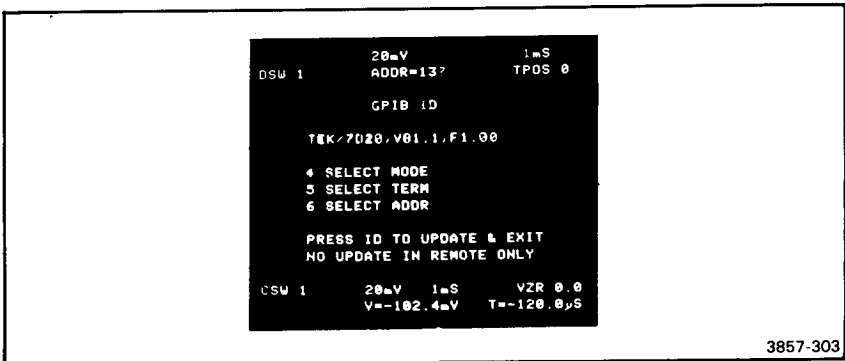 20mV 1mS
DSW 1 ADDR=13? TPOS 0
GPIB ID
TEK/7D20,V81.1,F1.00
4 SELECT MODE
5 SELECT TERM
6 SELECT ADDR
PRESS ID TO UPDATE & EXIT
NO UPDATE IN REMOTE ONLY
CSW 1 20mV 1mS VZR 0.0
V=-102.4mV T=-120.0µS
3857-303